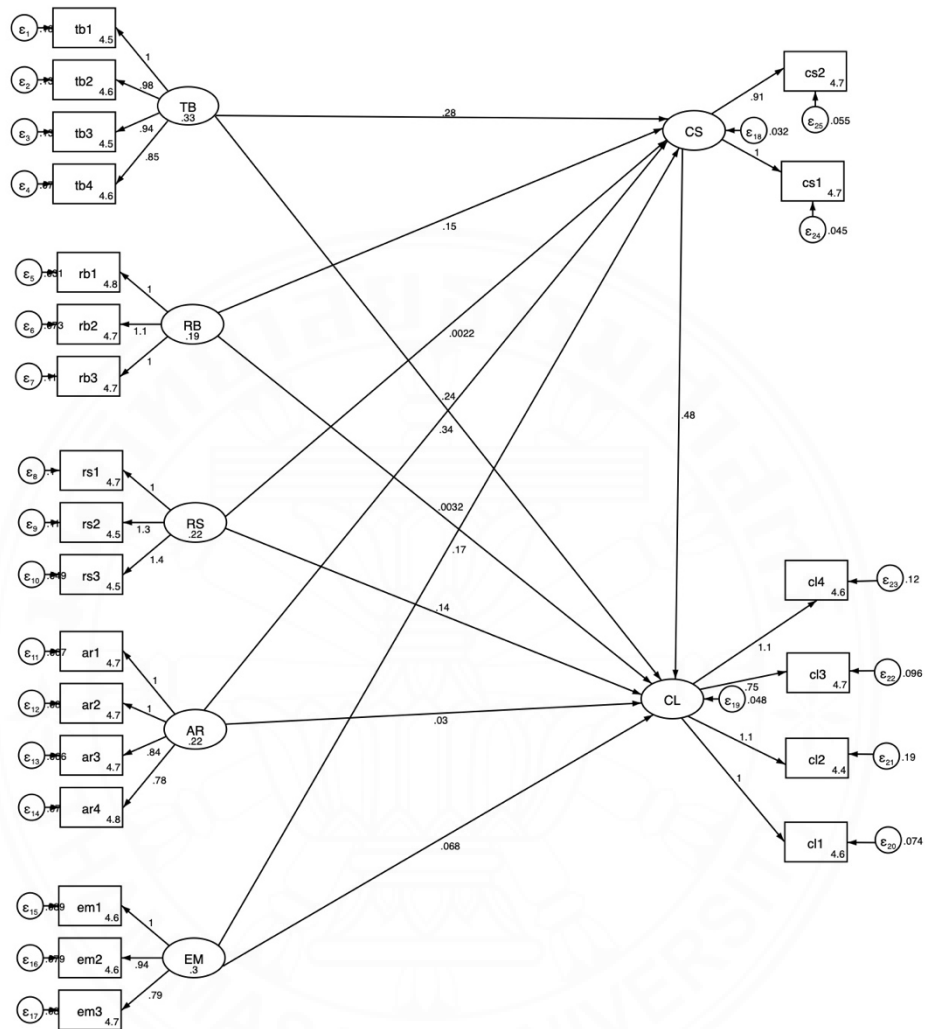 ε1 tb1 4.5
1
ε2 tb2 4.6
.98
ε3 tb3 4.5
.94
ε4 tb4 4.6
.85
TB
.33
.28
CS
ε18 .032
.91
cs2 4.7
ε25 .055
1
cs1 4.7
ε24 .045
ε5 rb1 4.8
1
ε6 rb2 4.7
1.1
ε7 rb3 4.7
1
RB
.19
.15
.0022
.24
.34
.48
ε8 rs1 4.7
1
ε9 rs2 4.5
1.3
ε10 rs3 4.5
1.4
RS
.22
.0032
.17
.14
ε11 ar1 4.7
1
ε12 ar2 4.7
1
ε13 ar3 4.7
.84
ε14 ar4 4.8
.78
AR
.22
.03
CL
ε19 .048
1.1
cl4 4.6
ε23 .12
.75
cl3 4.7
ε22 .096
1.1
cl2 4.4
ε21 .19
1
cl1 4.6
ε20 .074
.068
ε15 em1 4.6
1
ε16 em2 4.6
.94
ε17 em3 4.7
.79
EM
.3